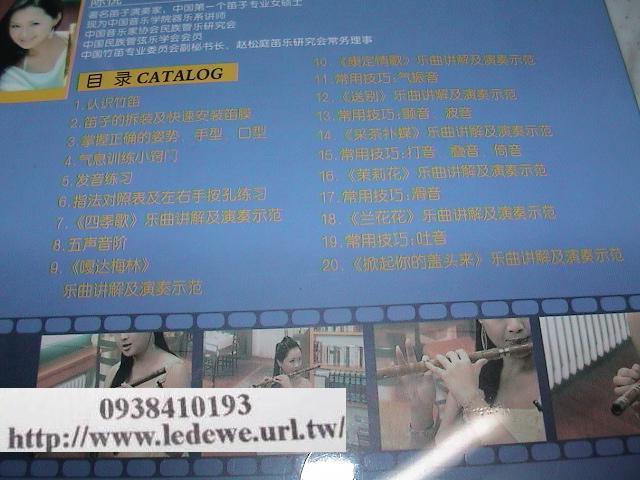 著名笛子演奏家，中国第一个笛子专业女硕士
现为中国音乐学院器乐系讲师
中国音乐家协会民族管乐研究会
中国民族管弦乐学会会员
中国竹笛专业委员会副秘书长、赵松庭笛乐研究会常务理事
目 录 CATALOG
1.认识竹笛
2.笛子的拆装及快速安装笛膜
3.掌握正确的姿势、手型、口型
4.气息训练小窍门
5.发音练习
6.指法对照表及左右手按孔练习
7.《四季歌》乐曲讲解及演奏示范
8.五声音阶
9.《嘎达梅林》
乐曲讲解及演奏示范
10.《康定情歌》乐曲讲解及演奏示范
11.常用技巧:气振音
12.《送别》乐曲讲解及演奏示范
13.常用技巧:颤音、波音
14.《采茶扑蝶》乐曲讲解及演奏示范
15.常用技巧:打音、叠音、倚音
16.《茉莉花》乐曲讲解及演奏示范
17.常用技巧:滑音
18.《兰花花》乐曲讲解及演奏示范
19.常用技巧:吐音
20.《掀起你的盖头来》乐曲讲解及演奏示范
0938410193
http://www.ledewe.url.tw/